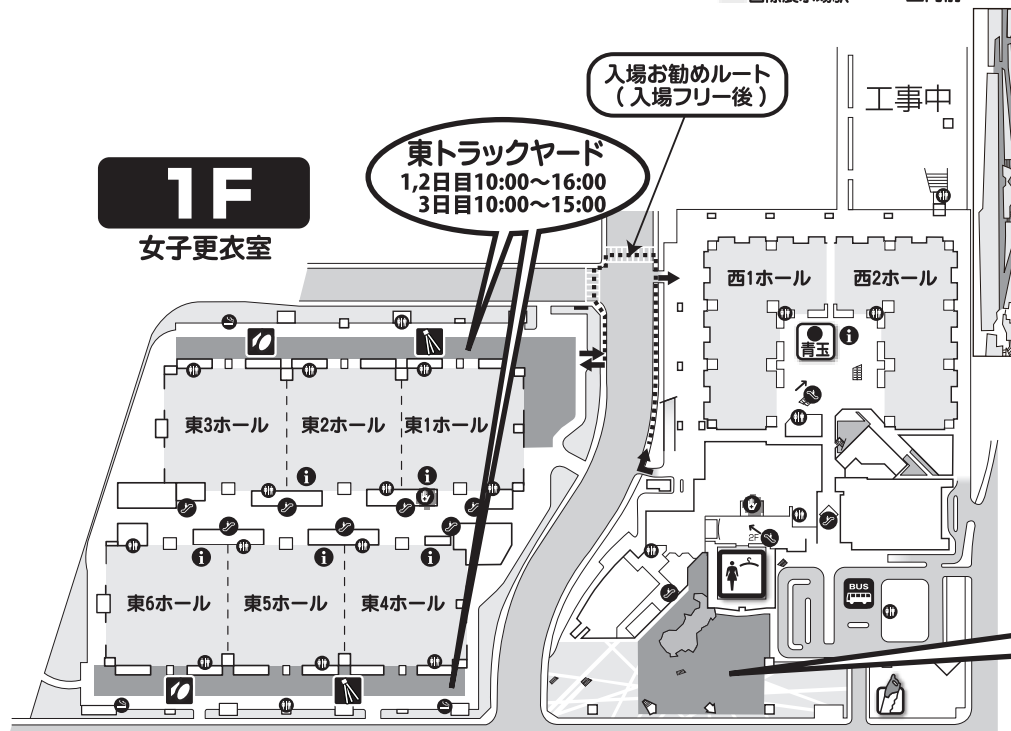 入場お勧めルート
（入場フリー後）
工事中
東トラックヤード
1,2日目10:00～16:00
3日目10:00～15:00
1F
女子更衣室
西1ホール
西2ホール
青玉
東3ホール
東2ホール
東1ホール
2F
BUS
東6ホール
東5ホール
東4ホール